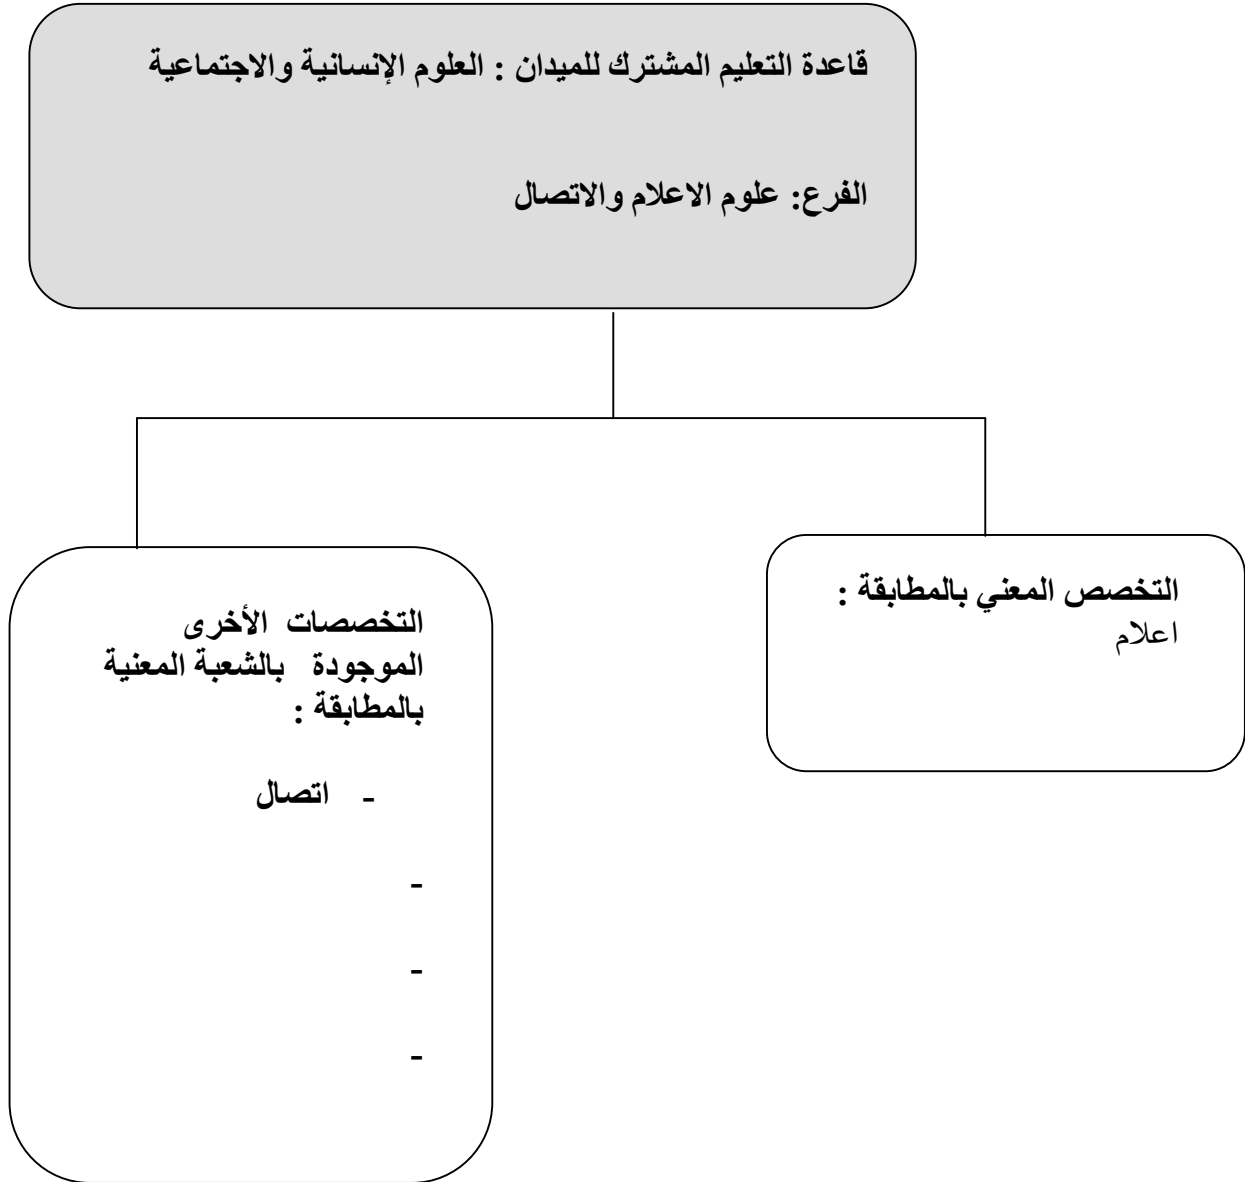 قاعدة التعليم المشترك للميدان : العلوم الإنسانية والاجتماعية
الفرع: علوم الاعلام والاتصال
التخصص المعني بالمطابقة :
اعلام
التخصصات الأخرى
الموجودة بالشعبة المعنية
بالمطابقة :
- اتصال
-
-
-